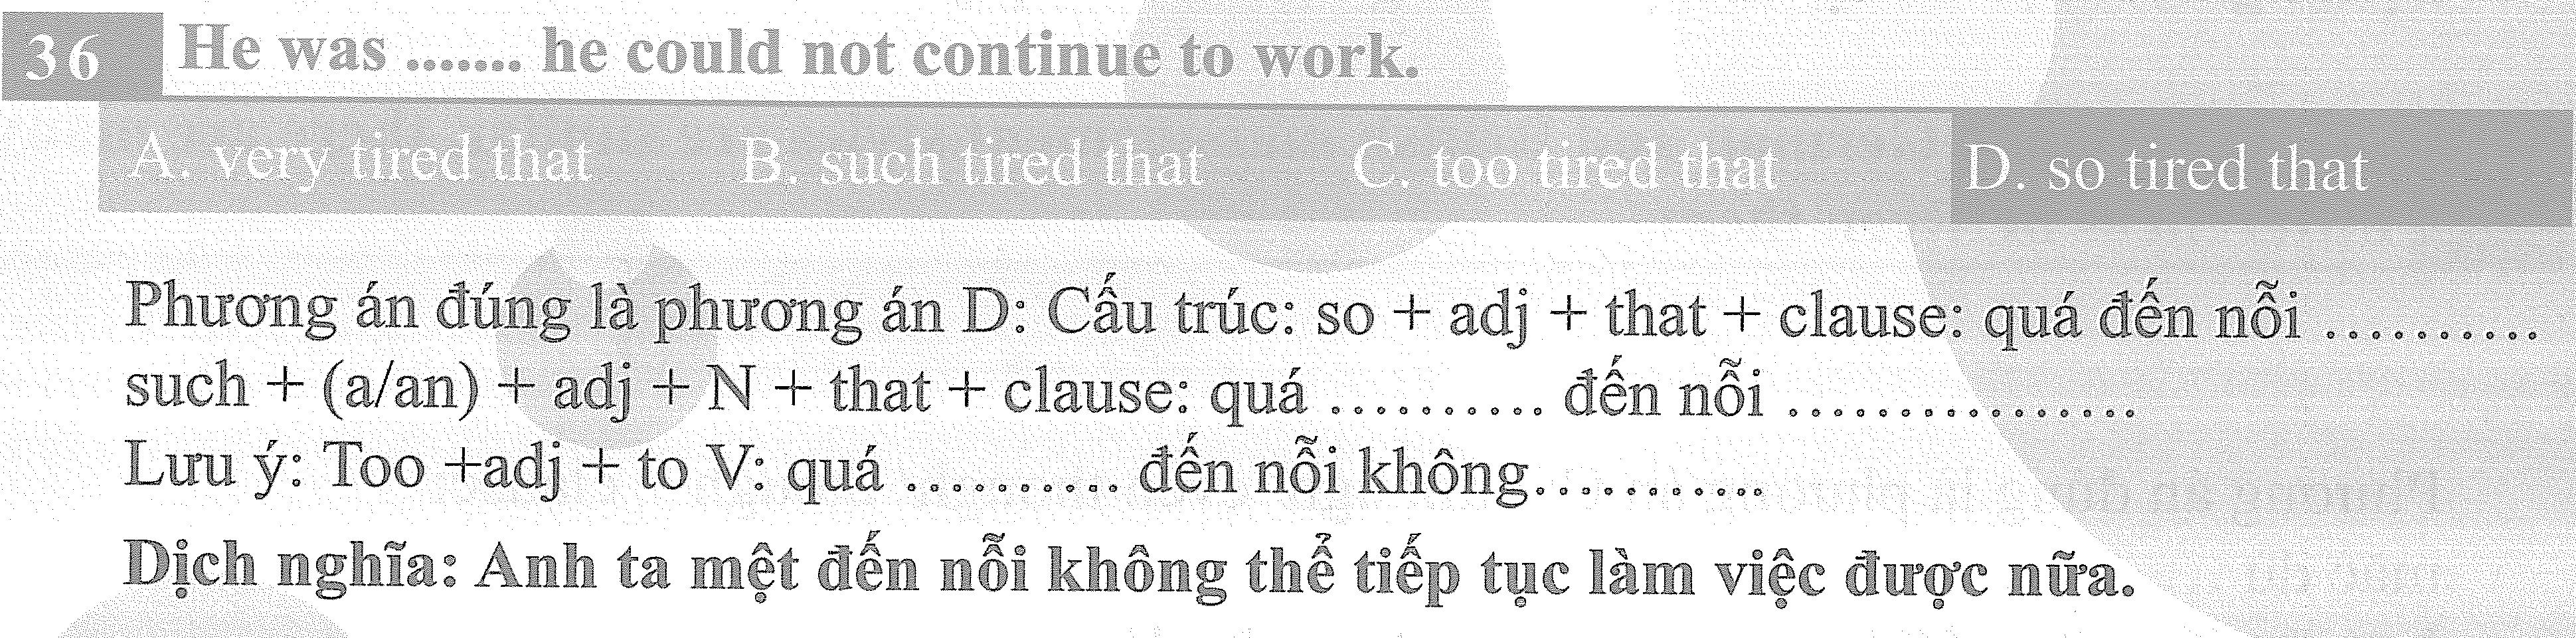 36 He was ....... he could not continue to work.
A. very tired that B. such tired that C. too tired that D. so tired that
Phương án đúng là phương án D: Cấu trúc: so + adj + that + clause: quá đến nỗi ..........
such + (a/an) + adj + N + that + clause: quá .......... đến nỗi ................
Lưu ý: Too +adj + to V: quá .......... đến nỗi không...........
Dịch nghĩa: Anh ta mệt đến nỗi không thể tiếp tục làm việc được nữa.